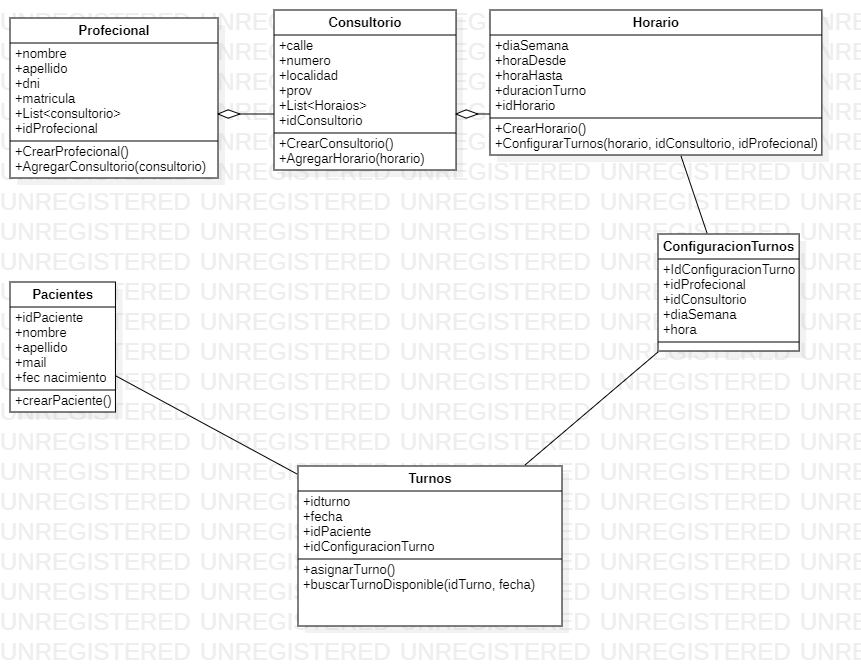 Profecional
+nombre
+apellido
+dni
+matricula
+List<consultorio>
+idProfecional
+CrearProfecional()
+AgregarConsultorio(consultorio)
Consultorio
+calle
+numero
+localidad
+prov
+List<Horaios>
+idConsultorio
+CrearConsultorio()
+AgregarHorario(horario)
Horario
+diaSemana
+horaDesde
+horaHasta
+duracionTurno
+idHorario
+CrearHorario()
+ConfigurarTurnos(horario, idConsultorio, idProfecional)
ConfiguracionTurnos
+IdConfiguracionTurno
+idProfecional
+idConsultorio
+diaSemana
+hora
Pacientes
+idPaciente
+nombre
+apellido
+mail
+fec nacimiento
+crearPaciente()
Turnos
+idturno
+fecha
+idPaciente
+idConfiguracionTurno
+asignarTurno()
+buscarTurnoDisponible(idTurno, fecha)
UNREGISTERED